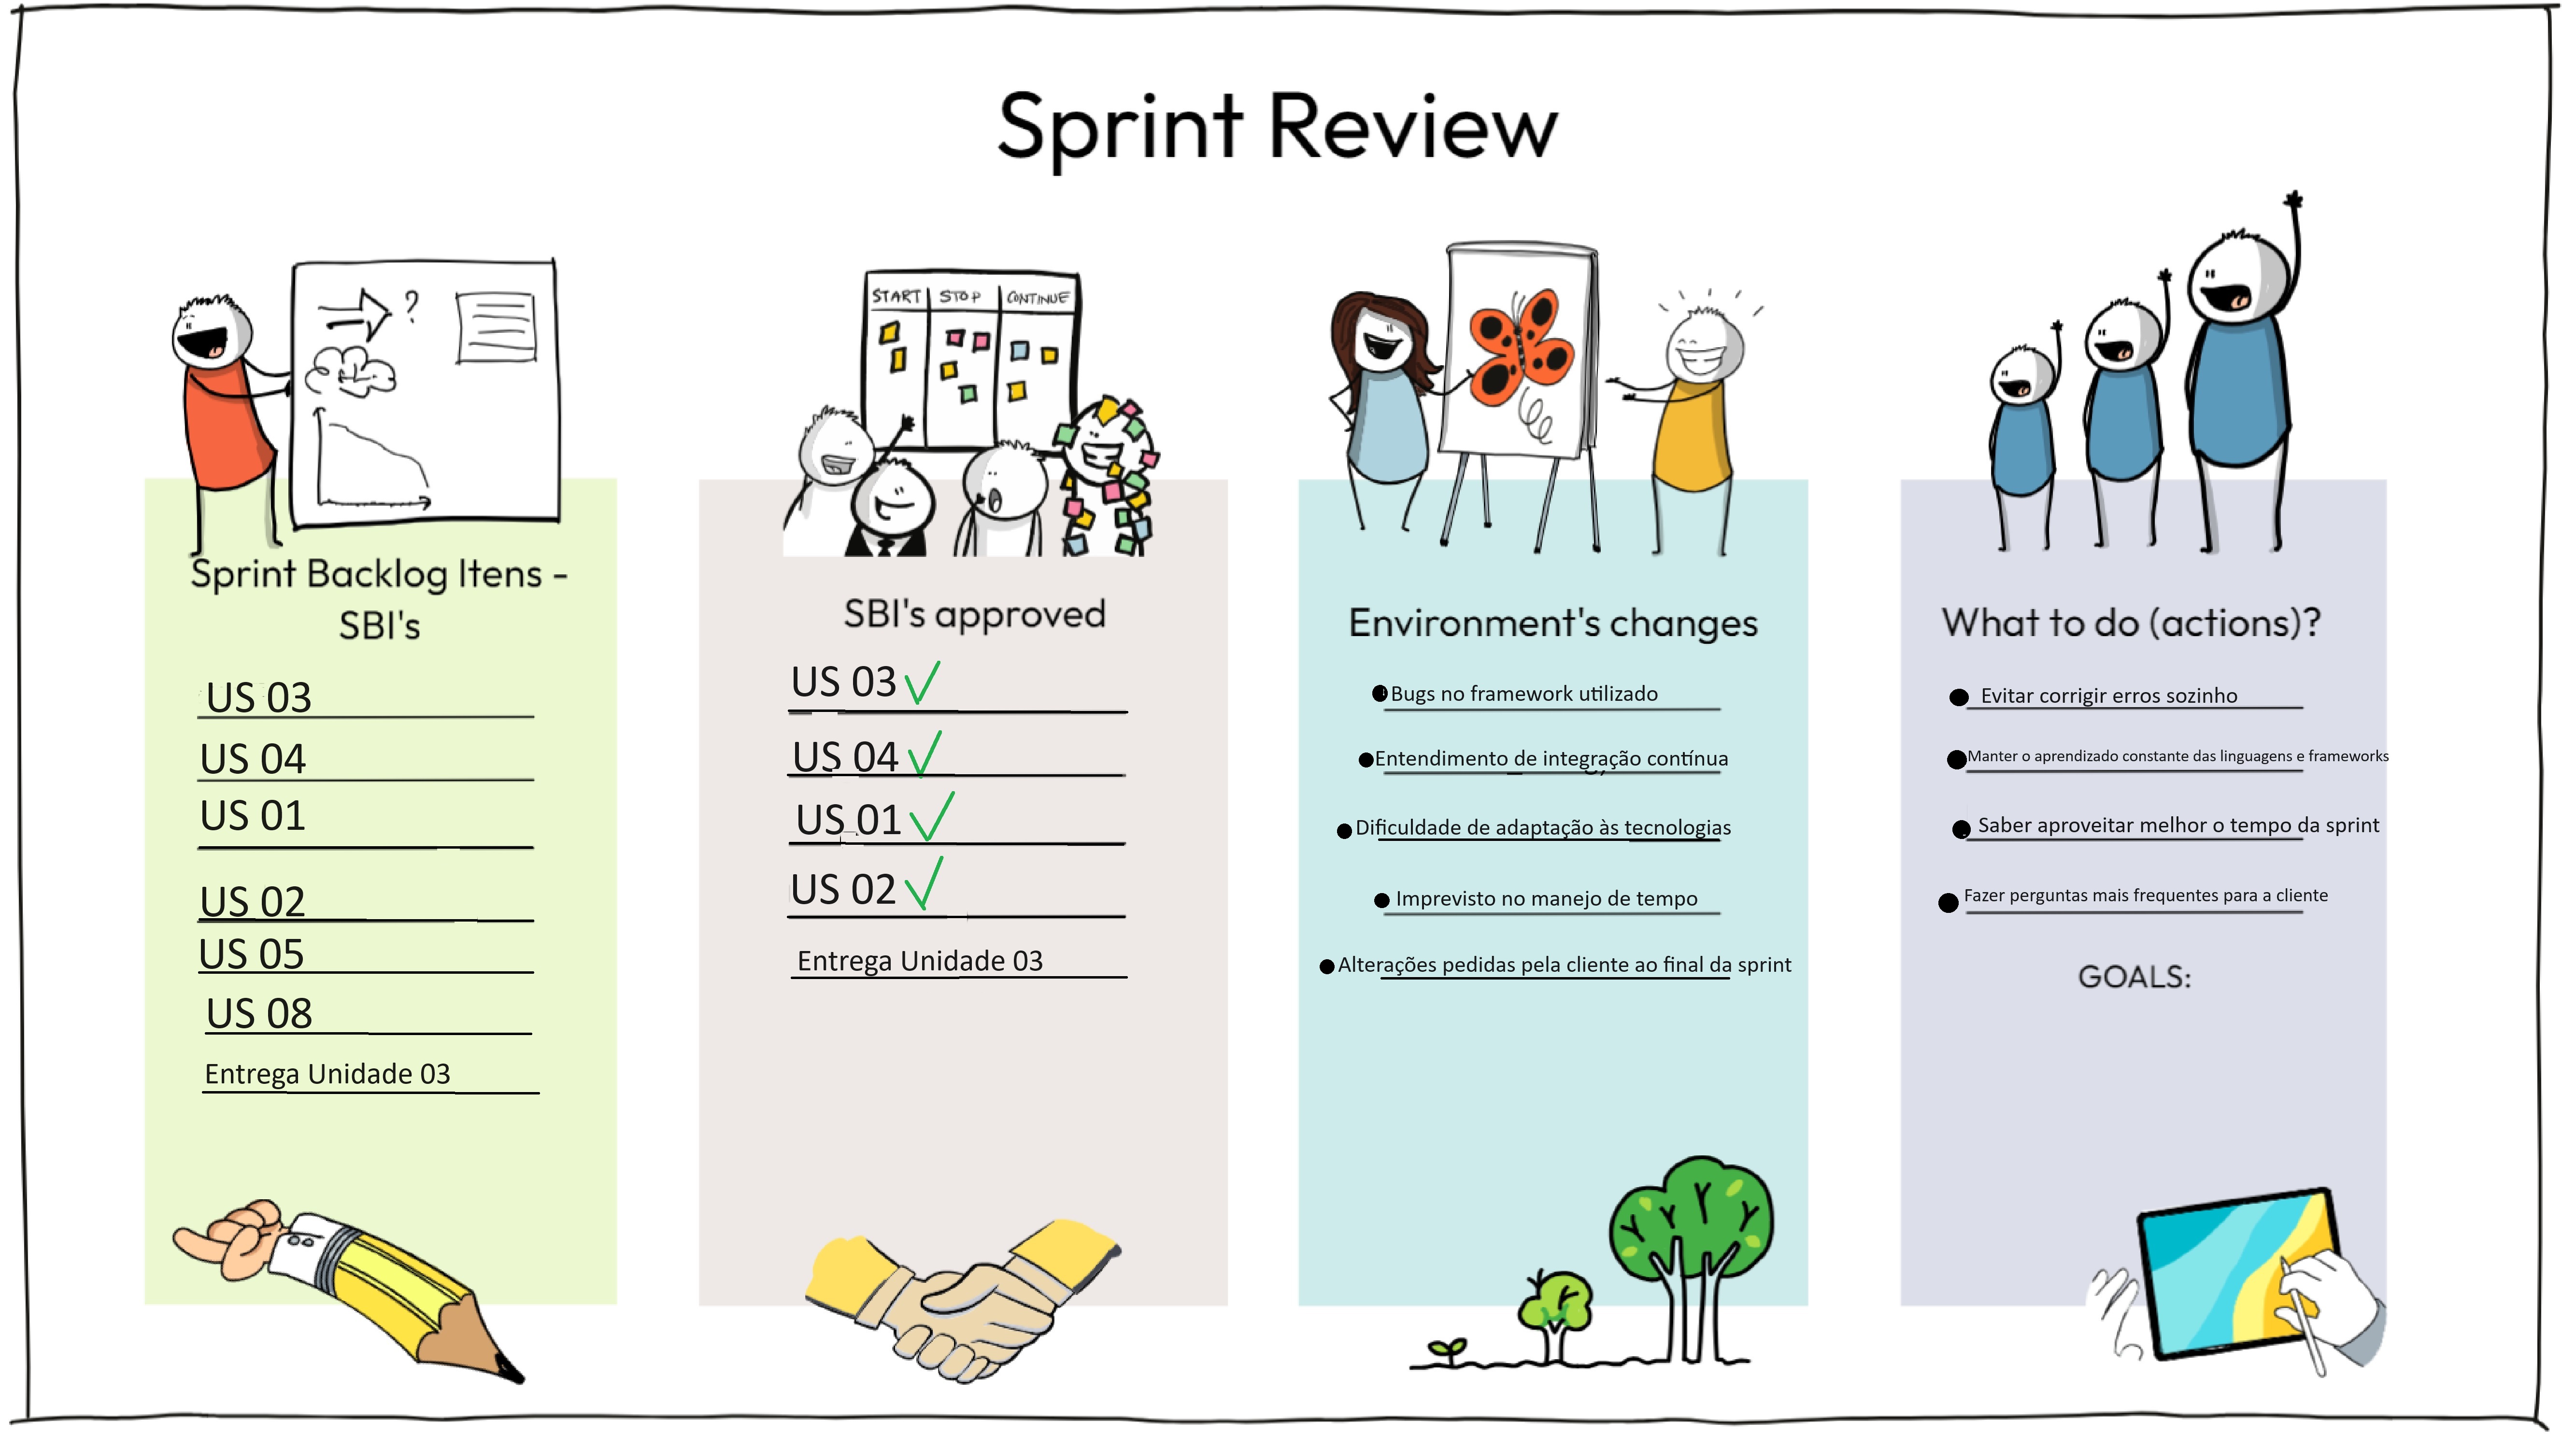 Sprint Review
START STOP CONTINUE
?
Sprint Backlog Itens -
SBI's
US 03
US 04
US 01
US 02
US 05
US 08
Entrega Unidade 03
SBI's approved
US 03
US 04
US 01
US 02
Entrega Unidade 03
Environment's changes
Bugs no framework utilizado
Entendimento de integração contínua
Dificuldade de adaptação às tecnologias
Imprevisto no manejo de tempo
Alterações pedidas pela cliente ao final da sprint
What to do (actions)?
Evitar corrigir erros sozinho
Manter o aprendizado constante das linguagens e frameworks
Saber aproveitar melhor o tempo da sprint
Fazer perguntas mais frequentes para a cliente
GOALS: